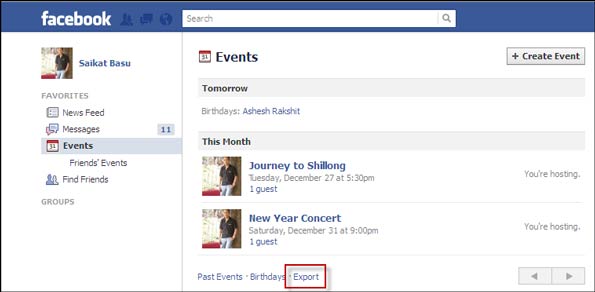 facebook
Search
Saikat Basu
FAVORITES
News Feed
Messages 11
31 Events
Friends' Events
Find Friends
GROUPS
31 Events
+ Create Event
Tomorrow
Birthdays: Ashesh Rakshit
This Month
Journey to Shillong
Tuesday, December 27 at 5:30pm
1 guest
You're hosting.
New Year Concert
Saturday, December 31 at 9:00pm
1 guest
You're hosting.
Past Events · Birthdays · Export